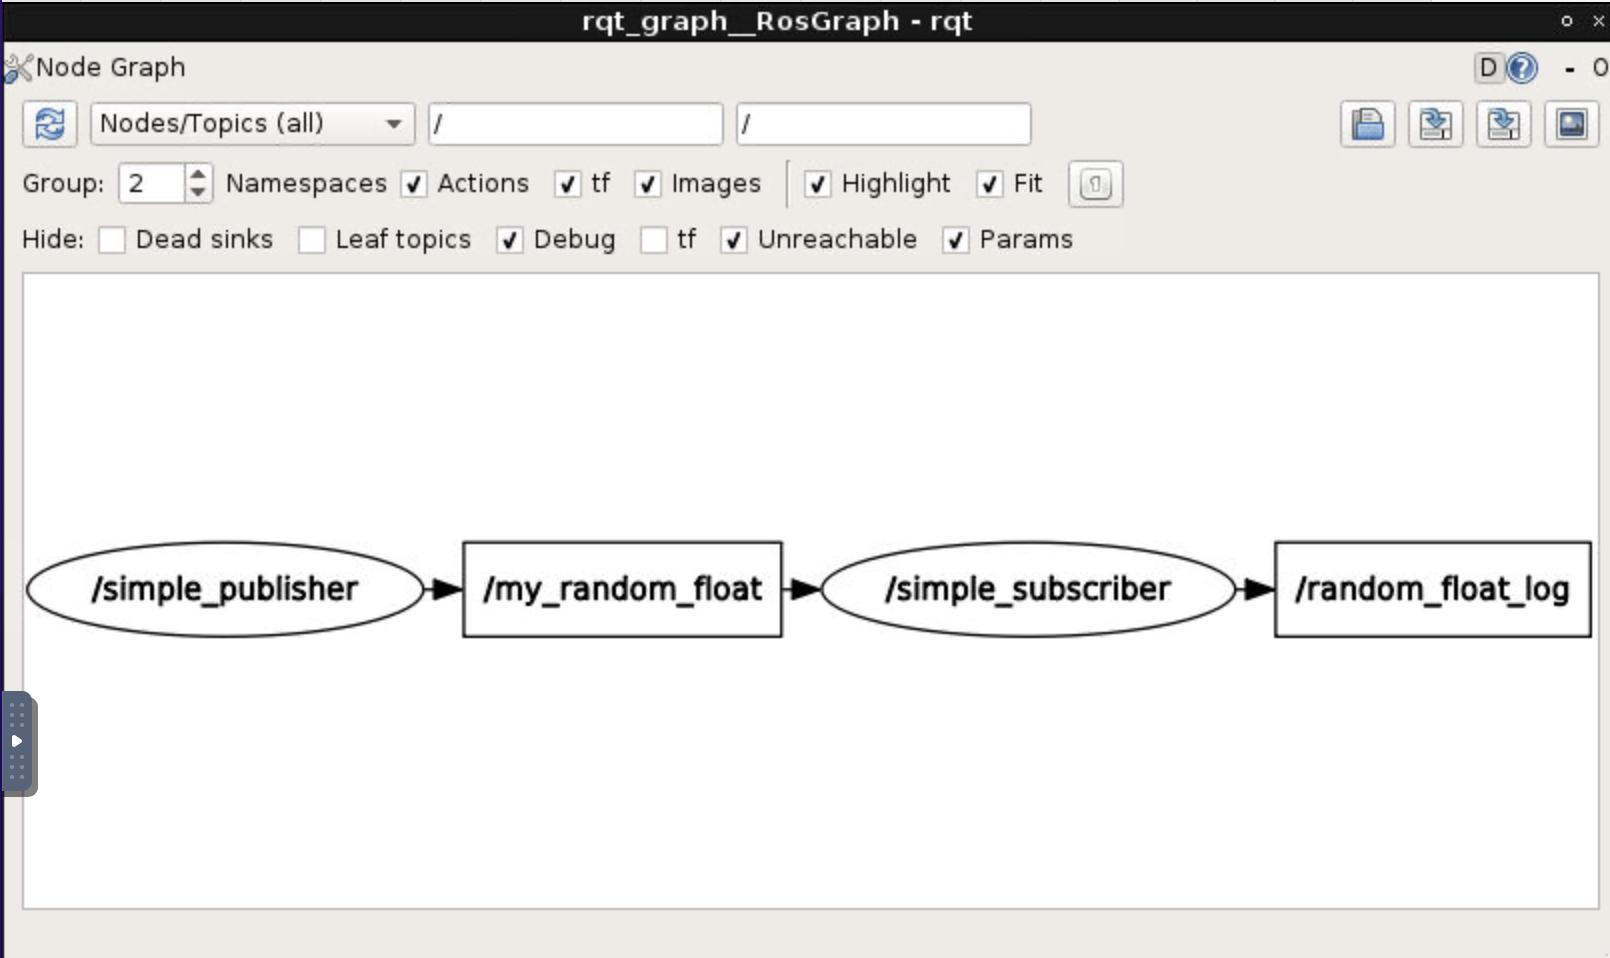 rqt_graph__RosGraph - rqt
Node Graph D ? - O
Nodes/Topics (all) / /
Group: 2 Namespaces Actions tf Images Highlight Fit
Hide: Dead sinks Leaf topics Debug tf Unreachable Params
/simple_publisher /my_random_float /simple_subscriber /random_float_log